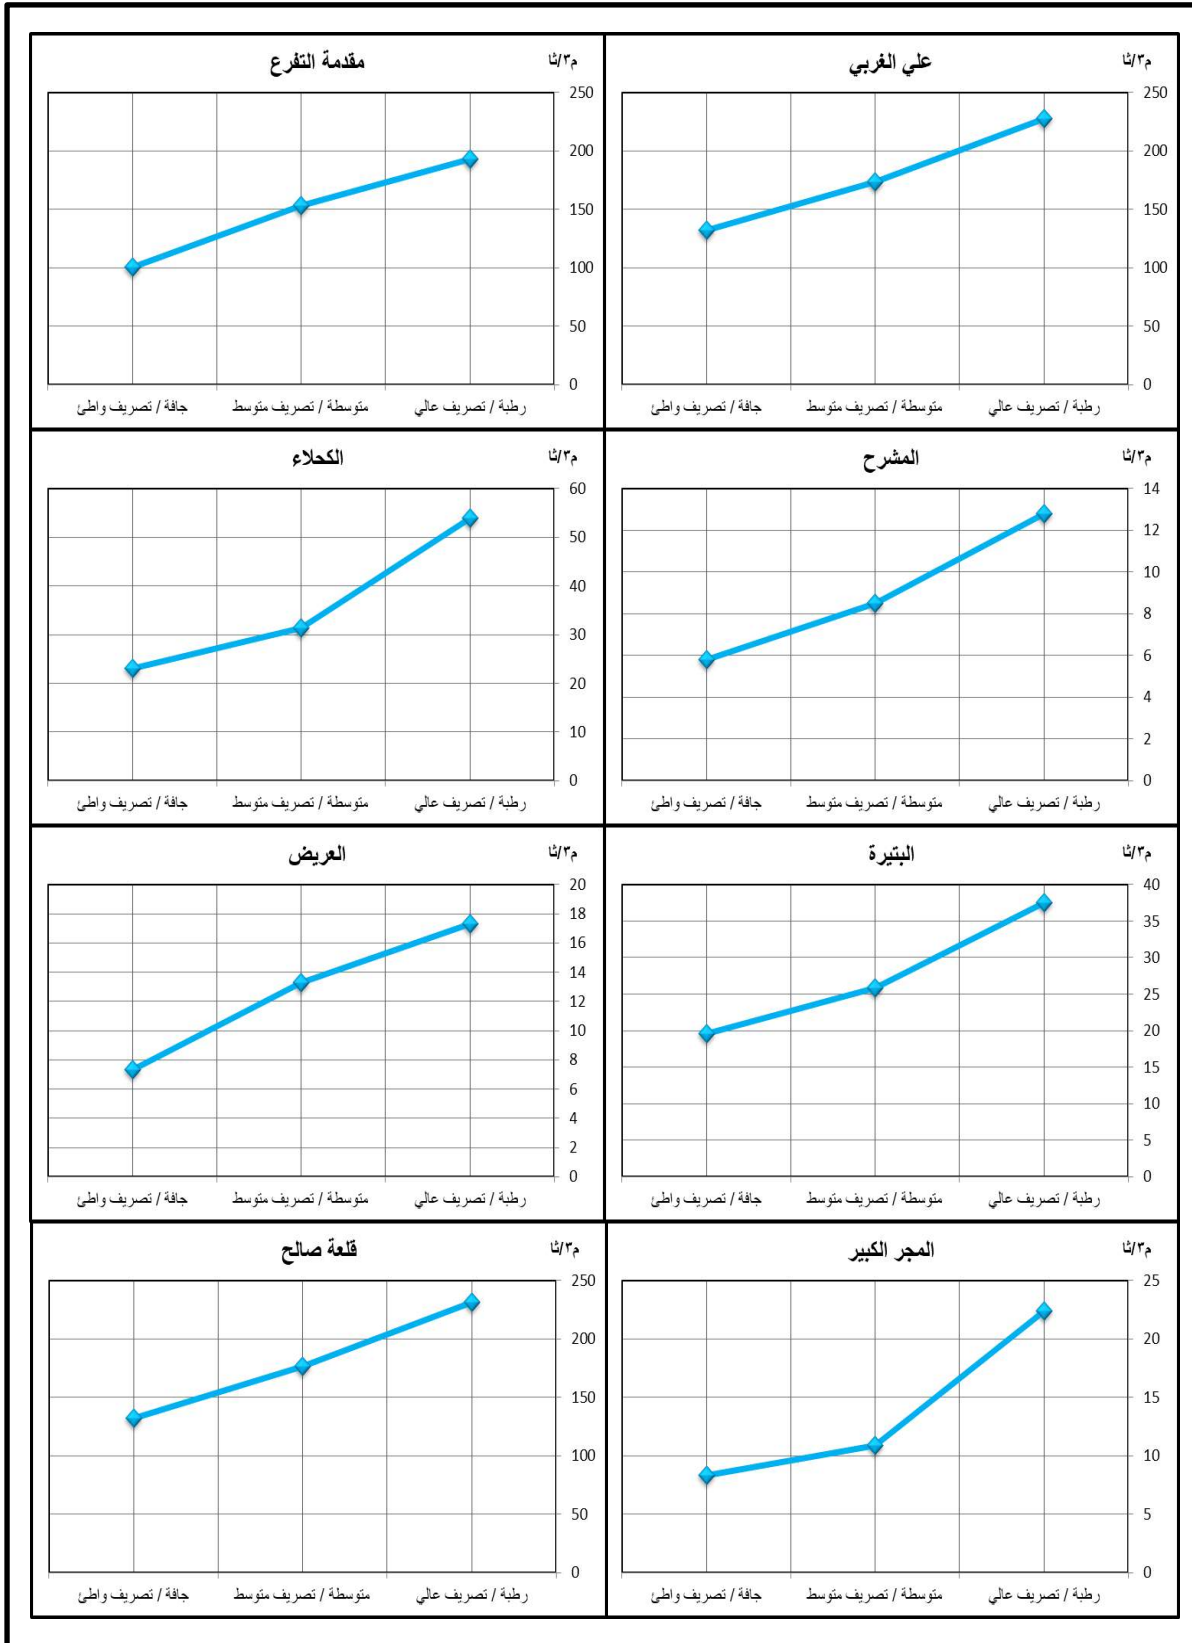 علي الغربي
م٣/ثا
250
200
150
100
50
0
رطبة / تصريف عالي
متوسطة / تصريف متوسط
جافة / تصريف واطئ
مقدمة التفرع
م٣/ثا
250
200
150
100
50
0
رطبة / تصريف عالي
متوسطة / تصريف متوسط
جافة / تصريف واطئ
المشرح
م٣/ثا
14
12
10
8
6
4
2
0
رطبة / تصريف عالي
متوسطة / تصريف متوسط
جافة / تصريف واطئ
الكحلاء
م٣/ثا
60
50
40
30
20
10
0
رطبة / تصريف عالي
متوسطة / تصريف متوسط
جافة / تصريف واطئ
البتيرة
م٣/ثا
40
35
30
25
20
15
10
5
0
رطبة / تصريف عالي
متوسطة / تصريف متوسط
جافة / تصريف واطئ
العريض
م٣/ثا
20
18
16
14
12
10
8
6
4
2
0
رطبة / تصريف عالي
متوسطة / تصريف متوسط
جافة / تصريف واطئ
المجر الكبير
م٣/ثا
25
20
15
10
5
0
رطبة / تصريف عالي
متوسطة / تصريف متوسط
جافة / تصريف واطئ
قلعة صالح
م٣/ثا
250
200
150
100
50
0
رطبة / تصريف عالي
متوسطة / تصريف متوسط
جافة / تصريف واطئ